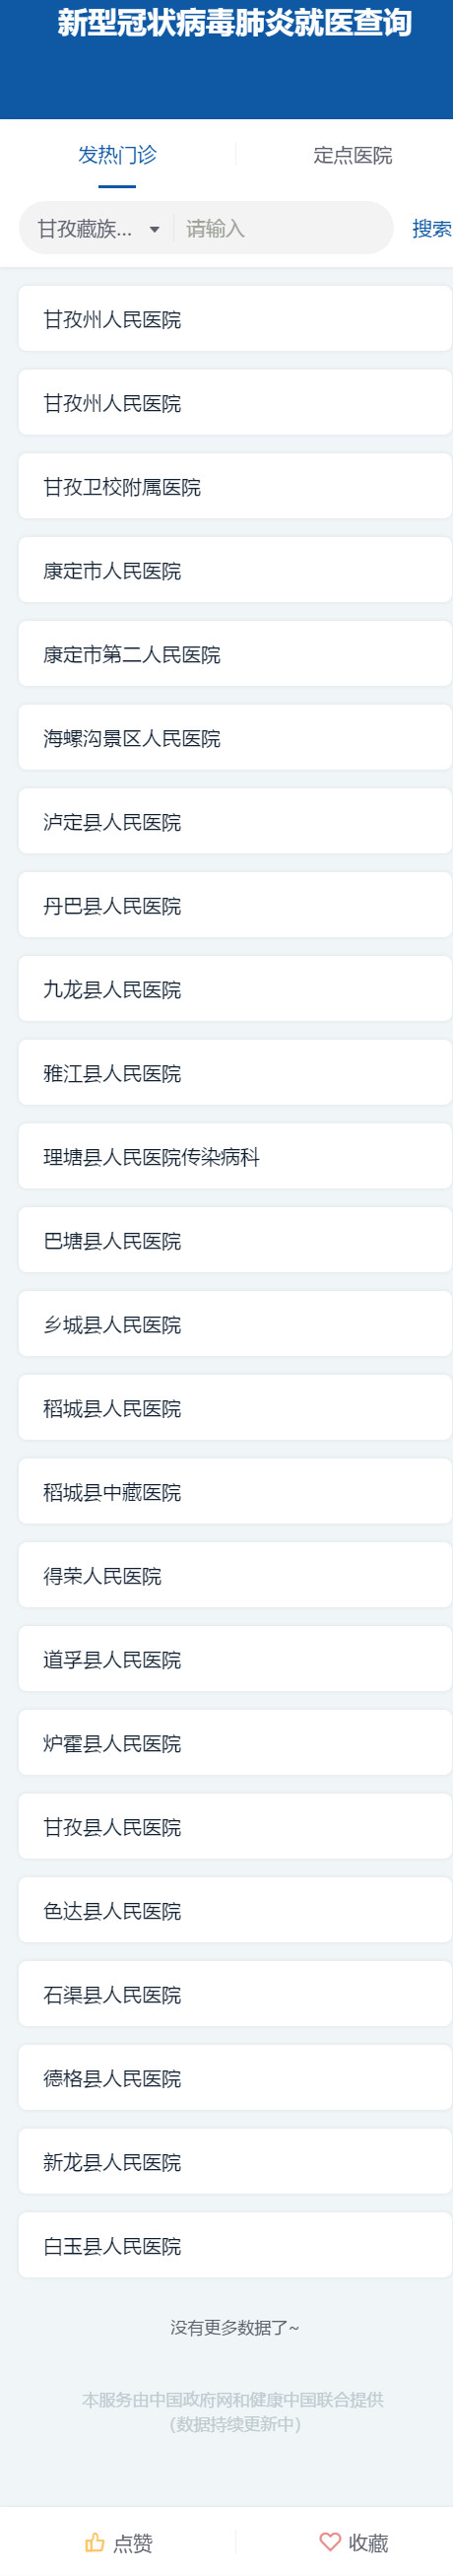 新型冠状病毒肺炎就医查询
发热门诊
定点医院
甘孜藏族...
请输入
搜索
甘孜州人民医院
甘孜州人民医院
甘孜卫校附属医院
康定市人民医院
康定市第二人民医院
海螺沟景区人民医院
泸定县人民医院
丹巴县人民医院
九龙县人民医院
雅江县人民医院
理塘县人民医院传染病科
巴塘县人民医院
乡城县人民医院
稻城县人民医院
稻城县中藏医院
得荣人民医院
道孚县人民医院
炉霍县人民医院
甘孜县人民医院
色达县人民医院
石渠县人民医院
德格县人民医院
新龙县人民医院
白玉县人民医院
没有更多数据了~
本服务由中国政府网和健康中国联合提供
(数据持续更新中)
点赞
收藏